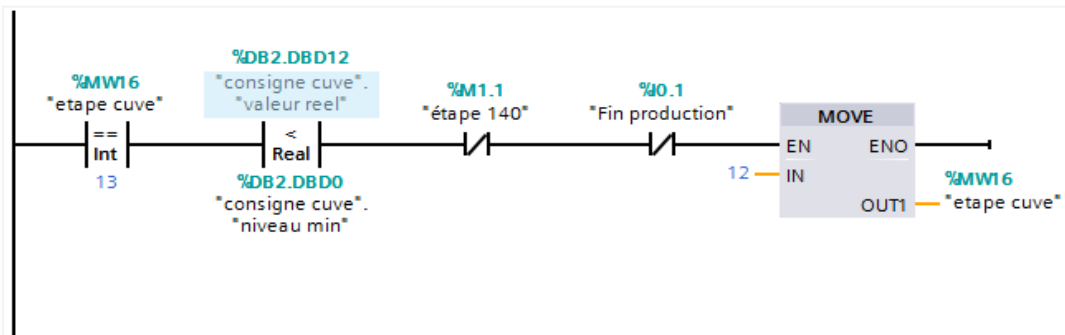 %MW16
"etape cuve"
==
Int
13
%DB2.DBD12
"consigne cuve".
"valeur reel"
<
Real
%DB2.DBD0
"consigne cuve".
"niveau min"
%M1.1
"étape 140"
%I0.1
"Fin production"
MOVE
EN ENO
12 IN
OUT1
%MW16
"etape cuve"